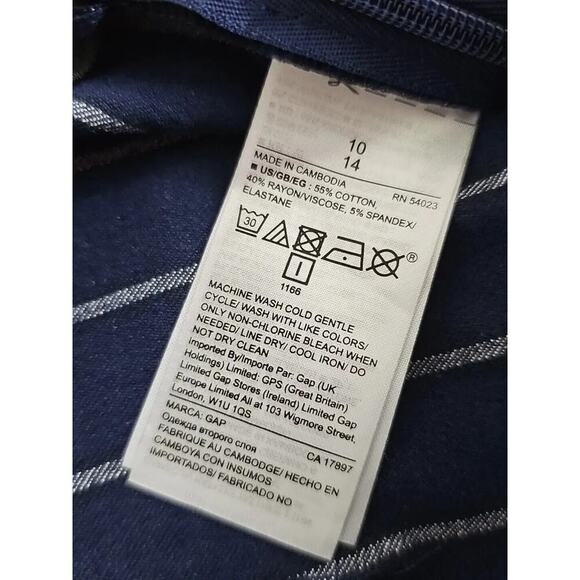 10
14
MADE IN CAMBODIA RN 54023
■ US/GB/EG : 55% COTTON,
40% RAYON/VISCOSE, 5% SPANDEX/
ELASTANE
30
®
1166
MACHINE WASH COLD GENTLE
CYCLE/ WASH WITH LIKE COLORS/
ONLY NON-CHLORINE BLEACH WHEN
NEEDED/ LINE DRY/ COOL IRON/ DO
NOT DRY CLEAN
Imported By/Importe Par: Gap (UK
Holdings) Limited: GPS (Great Britain)
Limited Gap Stores (Ireland) Limited Gap
Europe Limited All at 103 Wigmore Street,
London, W1U 1QS
MARCA: GAP CA 17897
Одежда второго слоя
FABRIQUE AU CAMBODGE/ HECHO EN
CAMBOYA CON INSUMOS
IMPORTADOS/ FABRICADO NO